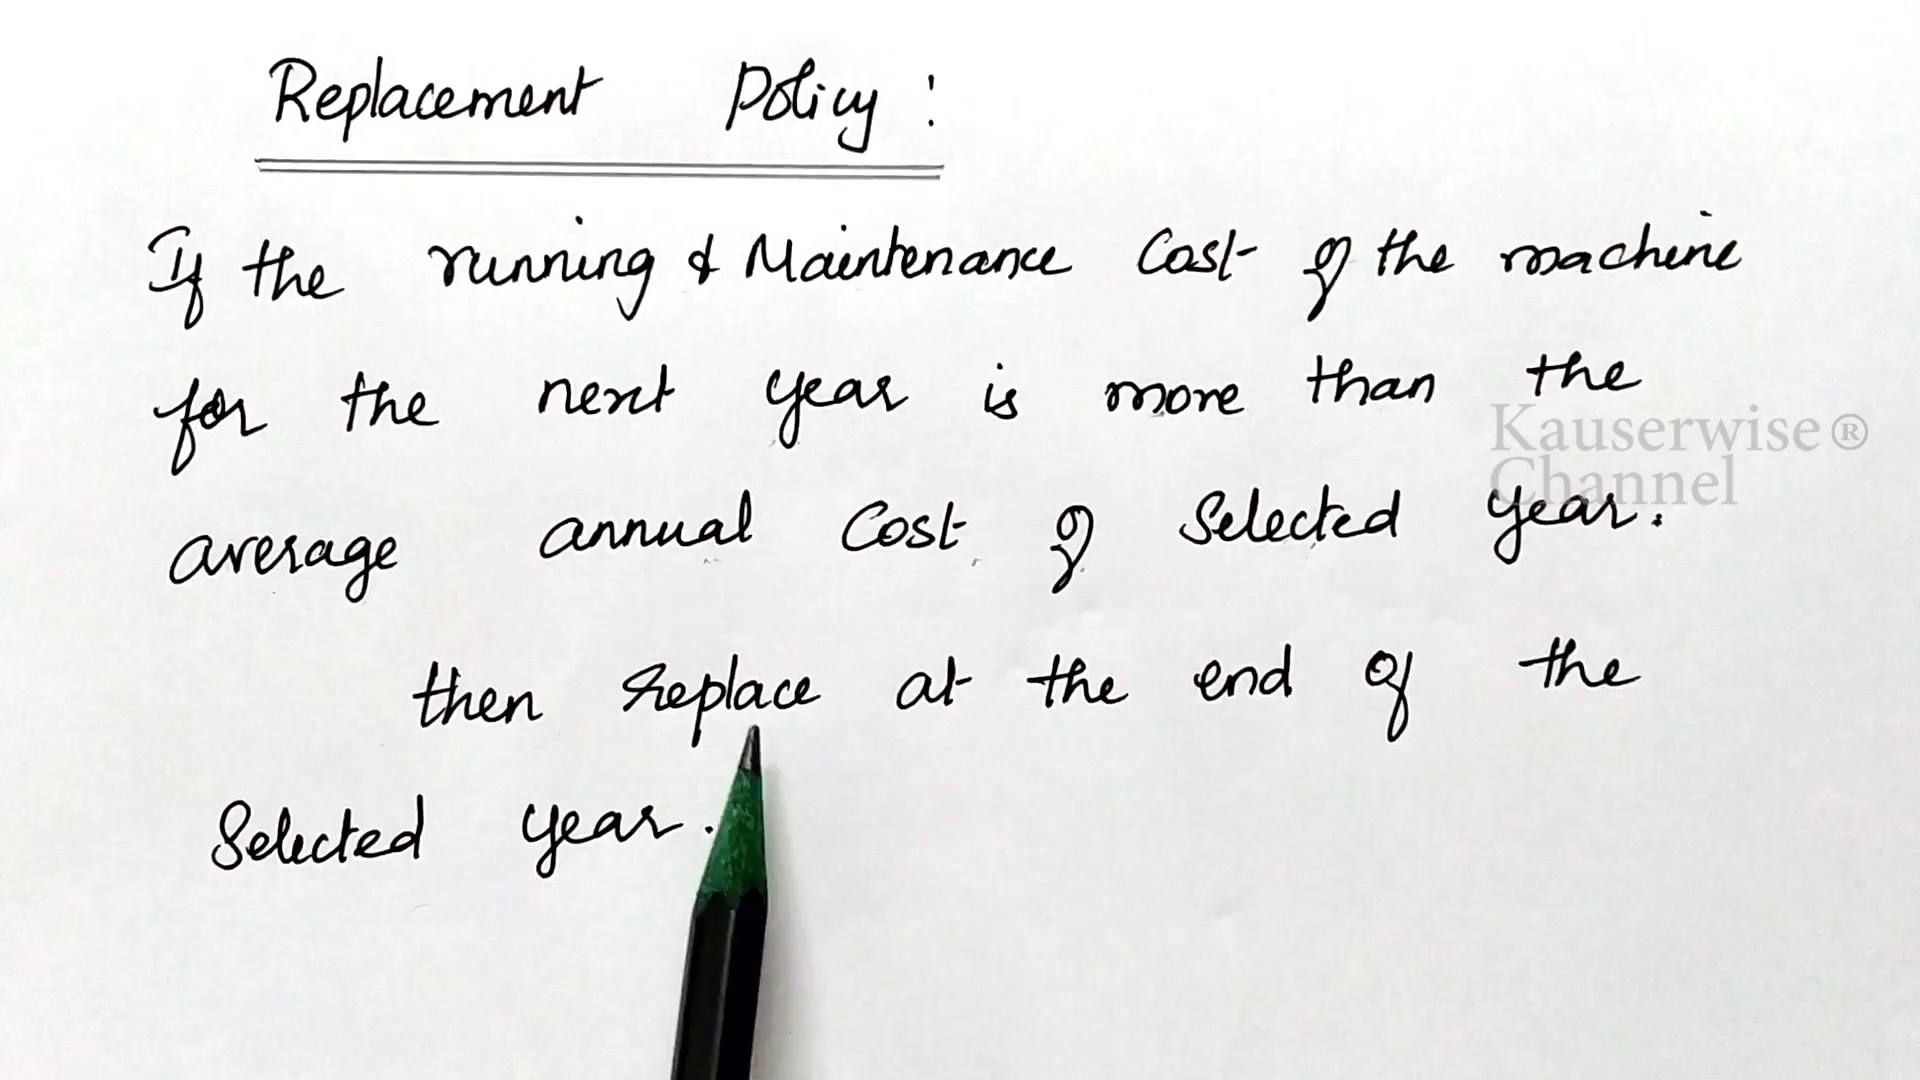 Replacement Policy :
If the running & Maintenance Cost of the machine
for the next year is more than the
Kauserwise®
Channel
average annual Cost of Selected year.
then replace at the end of the
Selected year.